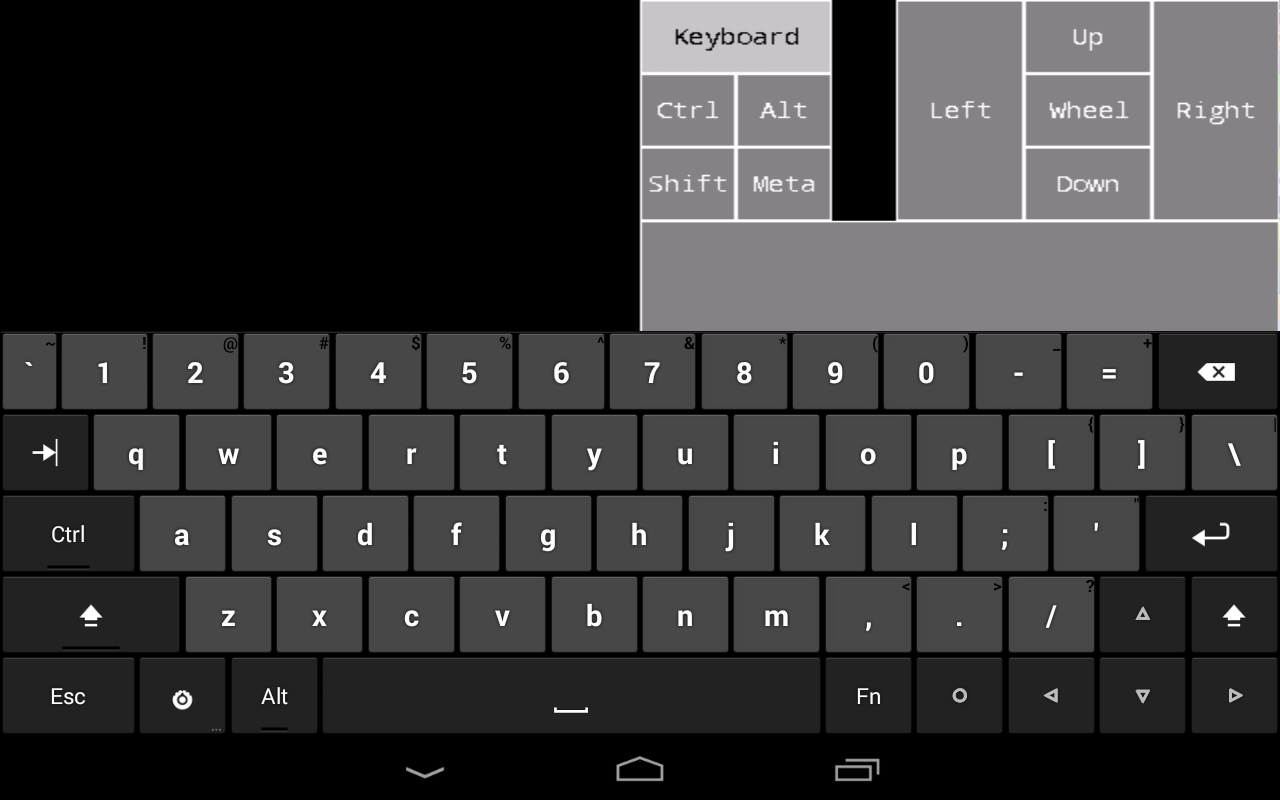 Keyboard Up
Ctrl Alt Left Wheel Right
Shift Meta Down
~ ! @ # $ % ^ & * ( ) _ +
` 1 2 3 4 5 6 7 8 9 0 - =
{ } |
q w e r t y u i o p [ ] \
: "
Ctrl a s d f g h j k l ; '
< > ?
z x c v b n m , . /
Esc Alt Fn
...